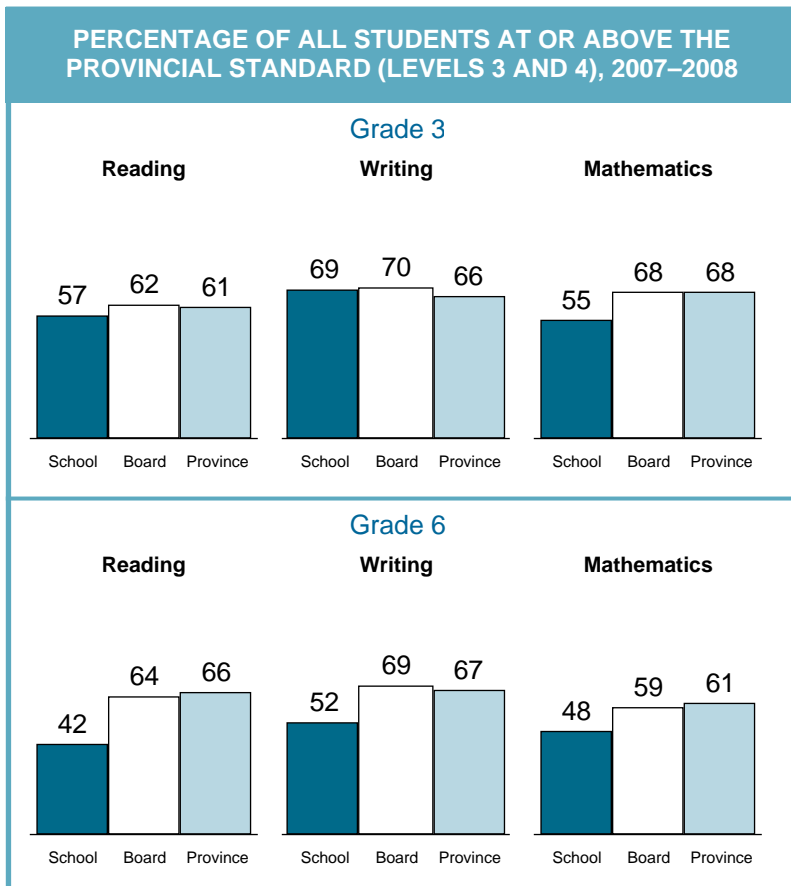 PERCENTAGE OF ALL STUDENTS AT OR ABOVE THE
PROVINCIAL STANDARD (LEVELS 3 AND 4), 2007–2008
Grade 3
Reading Writing Mathematics
57 62 61 69 70 66 55 68 68
School Board Province School Board Province School Board Province
Grade 6
Reading Writing Mathematics
42 64 66 52 69 67 48 59 61
School Board Province School Board Province School Board Province